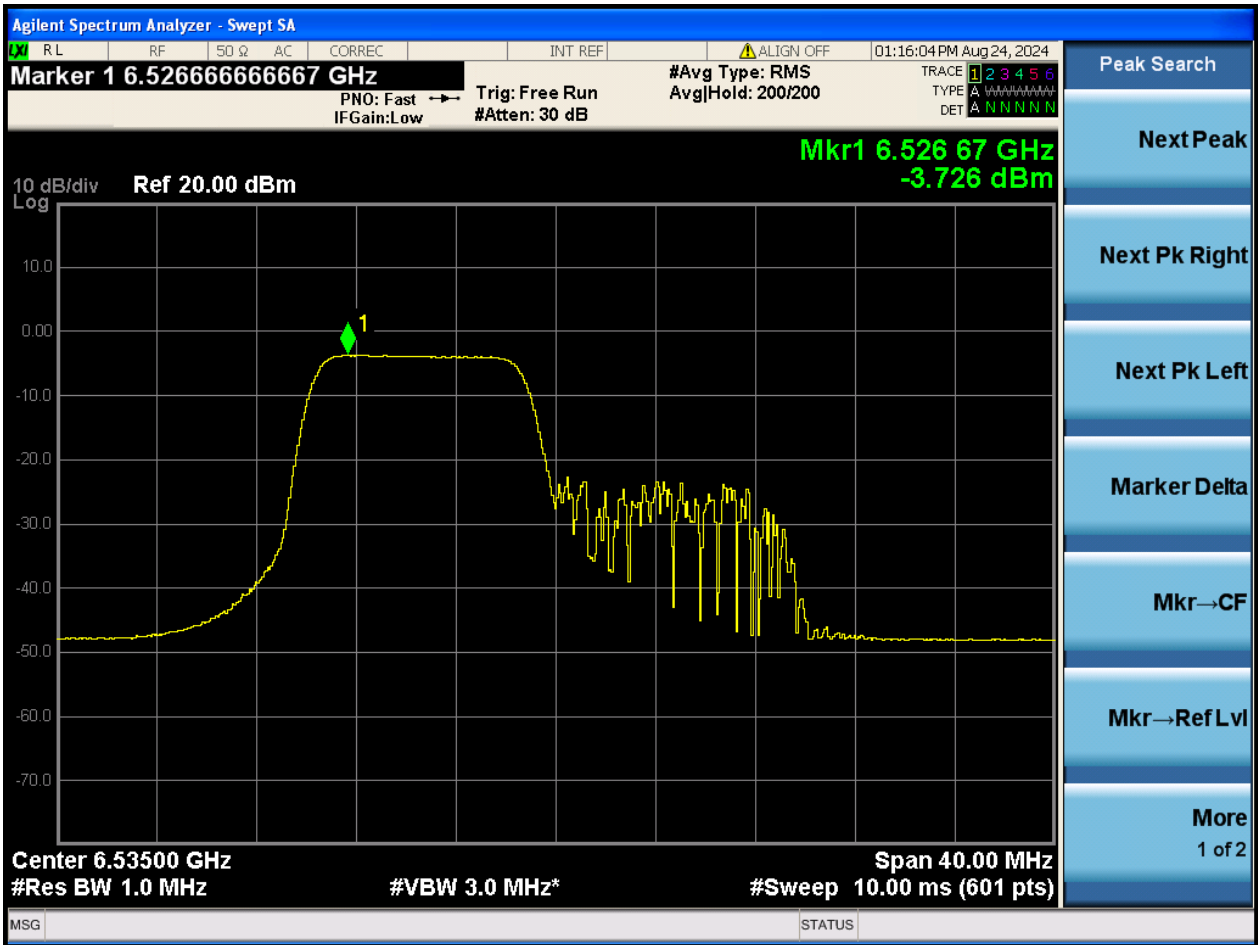 Agilent Spectrum Analyzer - Swept SA
LXI RL RF 50 Ω AC CORREC INT REF ALIGN OFF 01:16:04 PM Aug 24, 2024
Marker 1 6.526666666667 GHz
PNO: Fast
IFGain:Low
Trig: Free Run
#Atten: 30 dB
#Avg Type: RMS
Avg|Hold: 200/200
TRACE 1 2 3 4 5 6
TYPE A WWWWW
DET A N N N N N
Mkr1 6.526 67 GHz
-3.726 dBm
10 dB/div Ref 20.00 dBm
Log
10.0
0.00
-10.0
-20.0
-30.0
-40.0
-50.0
-60.0
-70.0
1
Center 6.53500 GHz Span 40.00 MHz
#Res BW 1.0 MHz #VBW 3.0 MHz* #Sweep 10.00 ms (601 pts)
MSG STATUS
Peak Search
Next Peak
Next Pk Right
Next Pk Left
Marker Delta
Mkr→CF
Mkr→Ref Lvl
More
1 of 2